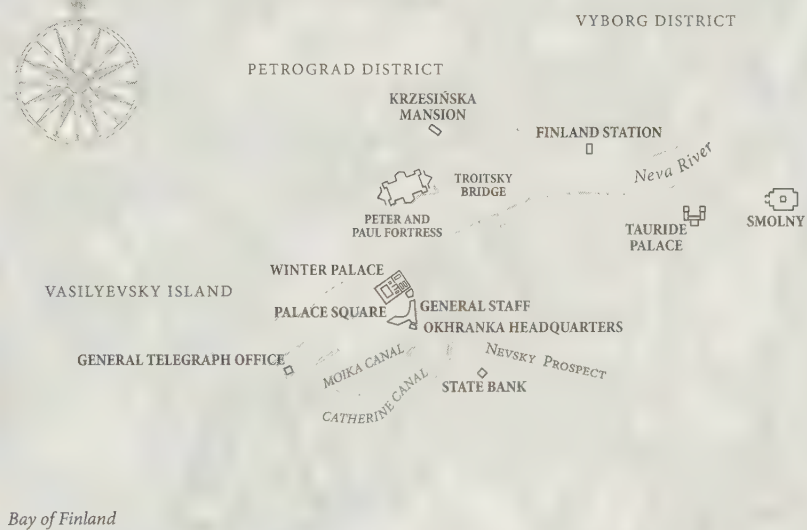 VYBORG DISTRICT
PETROGRAD DISTRICT
KRZESIŃSKA
MANSION
FINLAND STATION
Neva River
TROITSKY
BRIDGE
PETER AND
PAUL FORTRESS
TAURIDE
PALACE
SMOLNY
WINTER PALACE
VASILYEVSKY ISLAND
PALACE SQUARE
GENERAL STAFF
OKHRANKA HEADQUARTERS
GENERAL TELEGRAPH OFFICE
MOIKA CANAL
NEVSKY PROSPECT
STATE BANK
CATHERINE CANAL
Bay of Finland